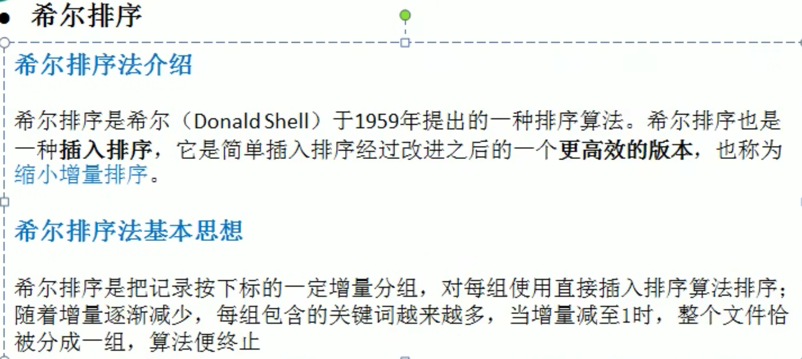 • 希尔排序
希尔排序法介绍
希尔排序是希尔（Donald Shell）于1959年提出的一种排序算法。希尔排序也是
一种插入排序，它是简单插入排序经过改进之后的一个更高效的版本，也称为
缩小增量排序。
希尔排序法基本思想
希尔排序是把记录按下标的一定增量分组，对每组使用直接插入排序算法排序；
随着增量逐渐减少，每组包含的关键词越来越多，当增量减至1时，整个文件恰
被分成一组，算法便终止